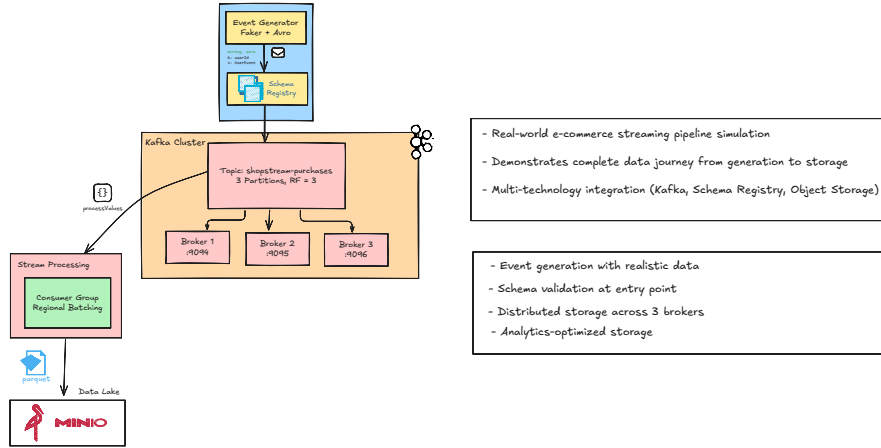 Event Generator
Faker + Avro
k: userId
v: UserEvent
Schema
Registry
Kafka Cluster
Topic: shopstream-purchases
3 Partitions, RF = 3
Broker 1
:9094
Broker 2
:9095
Broker 3
:9096
{}
processValues
Stream Processing
Consumer Group
Regional Batching
parquet
Data Lake
MINIO
- Real-world e-commerce streaming pipeline simulation
- Demonstrates complete data journey from generation to storage
- Multi-technology integration (Kafka, Schema Registry, Object Storage)
- Event generation with realistic data
- Schema validation at entry point
- Distributed storage across 3 brokers
- Analytics-optimized storage